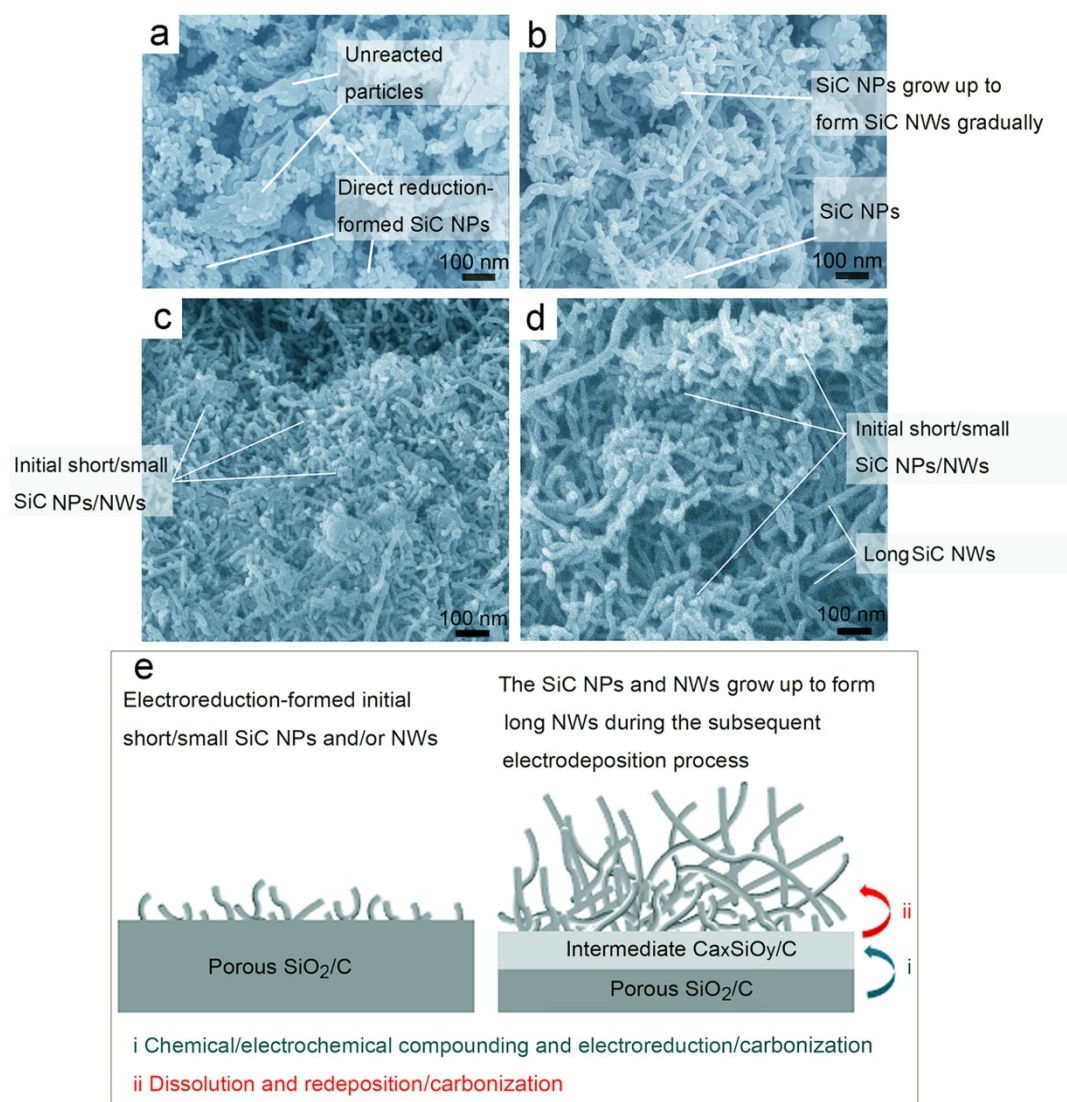 a
Unreacted
particles
Direct reduction-
formed SiC NPs
100 nm
b
SiC NPs grow up to
form SiC NWs gradually
SiC NPs
100 nm
c
Initial short/small
SiC NPs/NWs
100 nm
d
Initial short/small
SiC NPs/NWs
Long SiC NWs
100 nm
e
Electroreduction-formed initial
short/small SiC NPs and/or NWs
The SiC NPs and NWs grow up to form
long NWs during the subsequent
electrodeposition process
Porous SiO2/C
Intermediate CaxSiOy/C
Porous SiO2/C
ii
i
i Chemical/electrochemical compounding and electroreduction/carbonization
ii Dissolution and redeposition/carbonization